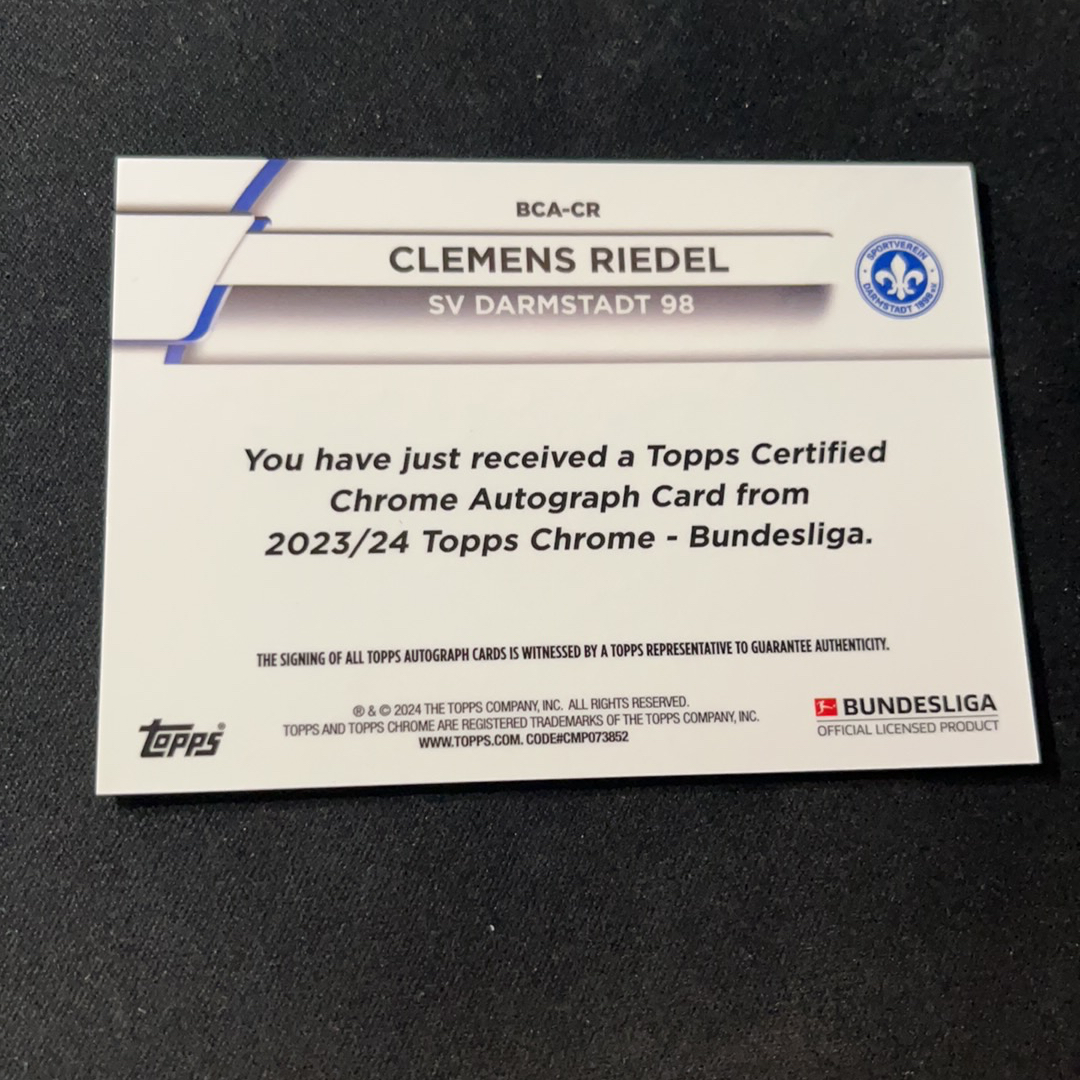 BCA-CR
CLEMENS RIEDEL
SV DARMSTADT 98
SPORTVEREIN
DARMSTADT 1898 e.V.
You have just received a Topps Certified
Chrome Autograph Card from
2023/24 Topps Chrome - Bundesliga.
THE SIGNING OF ALL TOPPS AUTOGRAPH CARDS IS WITNESSED BY A TOPPS REPRESENTATIVE TO GUARANTEE AUTHENTICITY.
® & © 2024 THE TOPPS COMPANY, INC. ALL RIGHTS RESERVED.
TOPPS AND TOPPS CHROME ARE REGISTERED TRADEMARKS OF THE TOPPS COMPANY, INC.
WWW.TOPPS.COM. CODE#CMP073852
topps®
BUNDESLIGA
OFFICIAL LICENSED PRODUCT